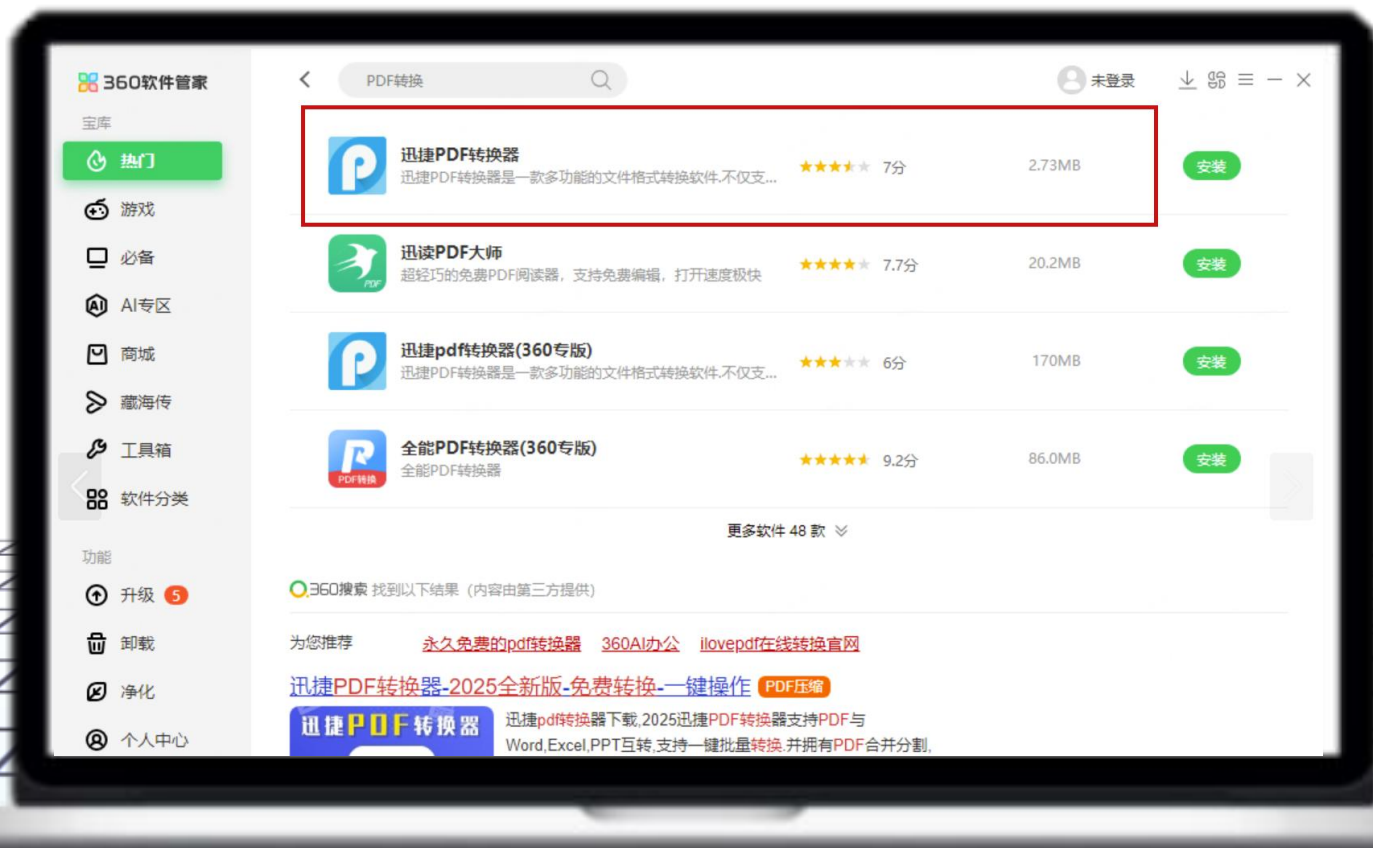 360软件管家
PDF转换
未登录
宝库
热门
游戏
必备
AI专区
商城
藏海传
工具箱
软件分类
功能
升级 5
卸载
净化
个人中心
迅捷PDF转换器
迅捷PDF转换器是一款多功能的文件格式转换软件.不仅支...
7分
2.73MB
安装
迅读PDF大师
超轻巧的免费PDF阅读器，支持免费编辑，打开速度极快
7.7分
20.2MB
安装
PDF
迅捷pdf转换器(360专版)
迅捷PDF转换器是一款多功能的文件格式转换软件.不仅支...
6分
170MB
安装
全能PDF转换器(360专版)
全能PDF转换器
9.2分
86.0MB
安装
PDF转换
更多软件 48 款
360搜索 找到以下结果（内容由第三方提供）
为您推荐 永久免费的pdf转换器 360AI办公 ilovepdf在线转换官网
迅捷PDF转换器-2025全新版-免费转换-一键操作 PDF压缩
迅捷PDF转换器
迅捷pdf转换器下载,2025迅捷PDF转换器支持PDF与
Word,Excel,PPT互转,支持一键批量转换.并拥有PDF合并分割,